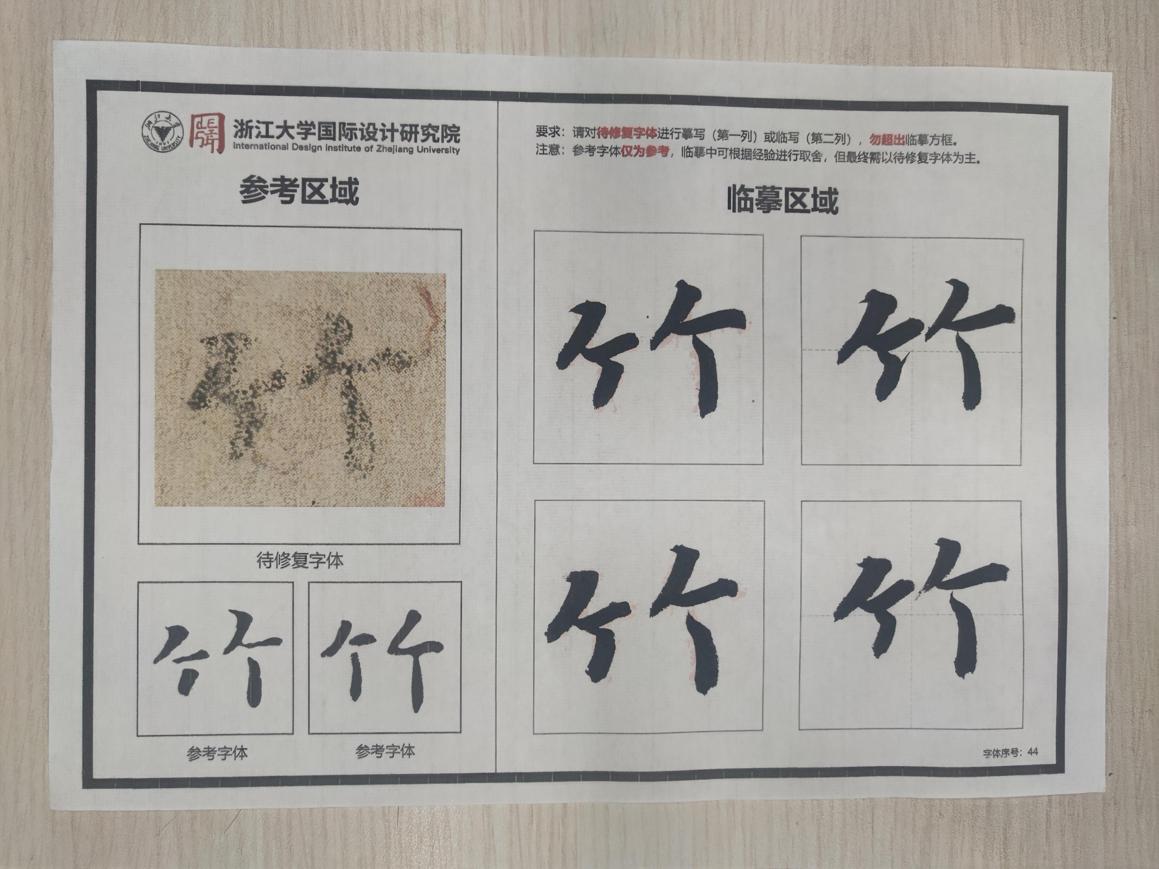 浙江大学国际设计研究院
International Design Institute of Zhejiang University
参考区域
竹
待修复字体
竹 竹
参考字体 参考字体
要求：请对待修复字体进行摹写（第一列）或临写（第二列），勿超出临摹方框。
注意：参考字体仅为参考，临摹中可根据经验进行取舍，但最终需以待修复字体为主。
临摹区域
竹 竹
竹 竹
字体序号：44